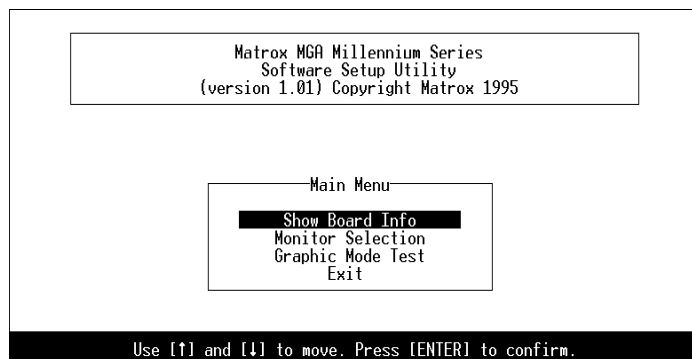 Matrox MGA Millennium Series
Software Setup Utility
(version 1.01) Copyright Matrox 1995
Main Menu
Show Board Info
Monitor Selection
Graphic Mode Test
Exit
Use [↑] and [↓] to move. Press [ENTER] to confirm.